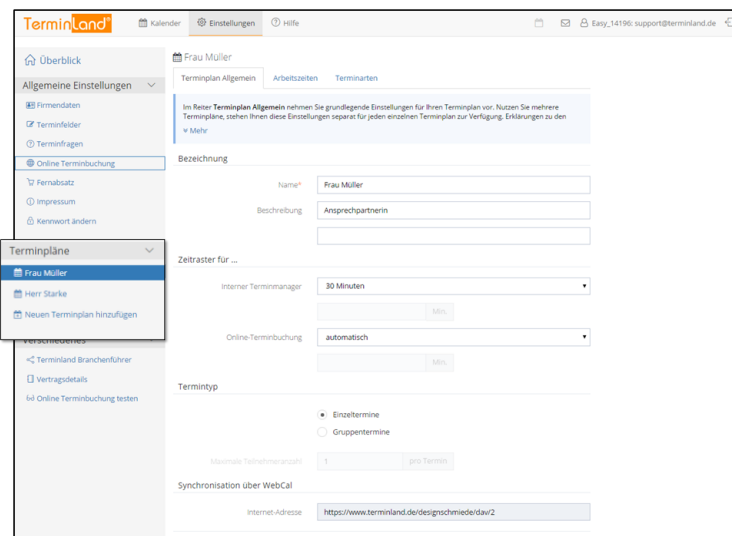 Terminland®
Kalender
Einstellungen
Hilfe
Easy_14196: support@terminland.de
Überblick
Allgemeine Einstellungen
Firmendaten
Terminfelder
Terminfragen
Online Terminbuchung
Fernabsatz
Impressum
Kennwort ändern
Terminpläne
Frau Müller
Herr Starke
Neuen Terminplan hinzufügen
Verschiedenes
Terminland Branchenführer
Vertragsdetails
Online Terminbuchung testen
Frau Müller
Terminplan Allgemein
Arbeitszeiten
Terminarten
Im Reiter Terminplan Allgemein nehmen Sie grundlegende Einstellungen für Ihren Terminplan vor. Nutzen Sie mehrere
Terminpläne, stehen Ihnen diese Einstellungen separat für jeden einzelnen Terminplan zur Verfügung. Erklärungen zu den
Mehr
Bezeichnung
Name* Frau Müller
Beschreibung Ansprechpartnerin
Zeitraster für ...
Interner Terminmanager 30 Minuten
Min.
Online-Terminbuchung automatisch
Min.
Termintyp
Einzeltermine
Gruppentermine
Maximale Teilnehmeranzahl 1 pro Termin
Synchronisation über WebCal
Internet-Adresse https://www.terminland.de/designschmiede/dav/2